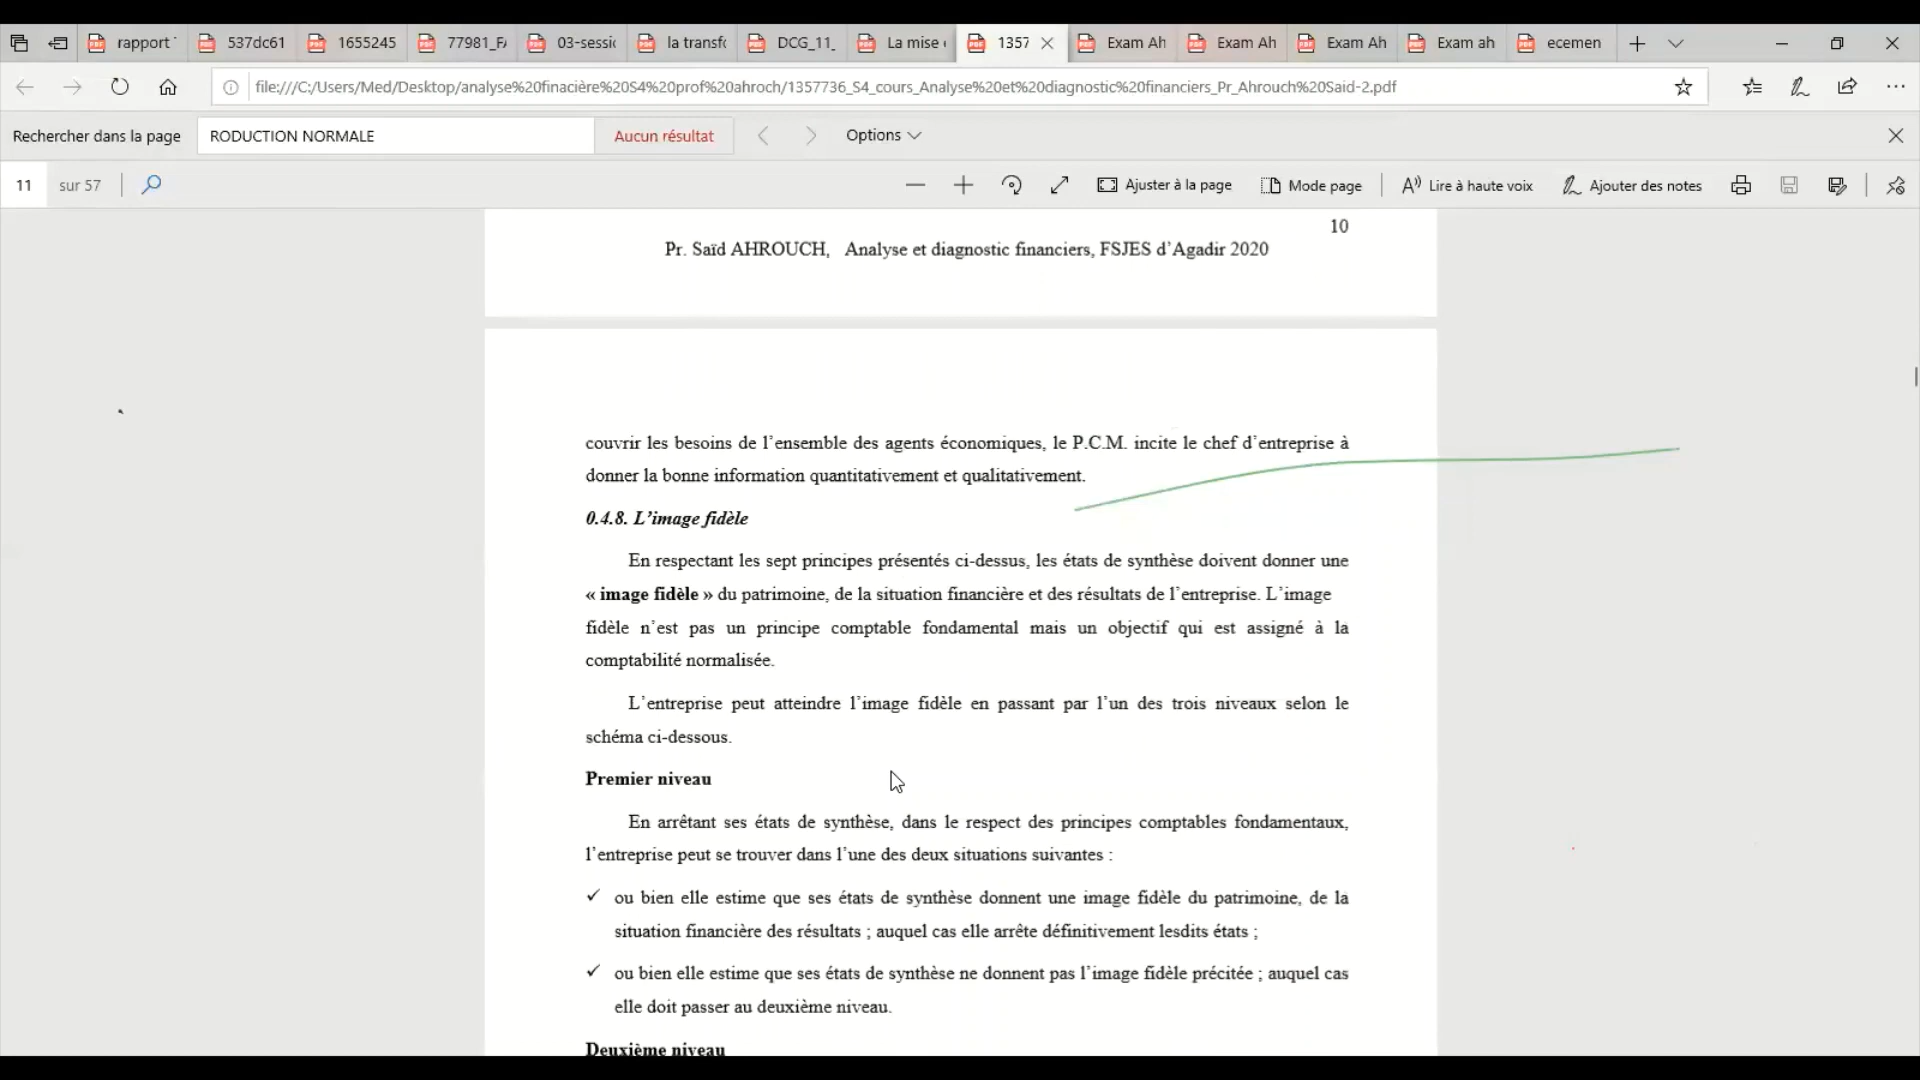 rapport
537dc61
1655245
77981_FA
03-sessic
la transfo
DCG_11_
La mise
1357
Exam Ah
Exam Ah
Exam Ah
Exam ah
ecemen
file:///C:/Users/Med/Desktop/analyse%20finacière%20S4%20prof%20ahroch/1357736_S4_cours_Analyse%20et%20diagnostic%20financiers_Pr_Ahrouch%20Said-2.pdf
Rechercher dans la page RODUCTION NORMALE Aucun résultat Options
11 sur 57 Ajuster à la page Mode page Lire à haute voix Ajouter des notes
10
Pr. Saïd AHROUCH, Analyse et diagnostic financiers, FSJES d’Agadir 2020
couvrir les besoins de l’ensemble des agents économiques, le P.C.M. incite le chef d’entreprise à
donner la bonne information quantitativement et qualitativement.
0.4.8. L’image fidèle
En respectant les sept principes présentés ci-dessus, les états de synthèse doivent donner une
« image fidèle » du patrimoine, de la situation financière et des résultats de l’entreprise. L’image
fidèle n’est pas un principe comptable fondamental mais un objectif qui est assigné à la
comptabilité normalisée.
L’entreprise peut atteindre l’image fidèle en passant par l’un des trois niveaux selon le
schéma ci-dessous.
Premier niveau
En arrêtant ses états de synthèse, dans le respect des principes comptables fondamentaux,
l’entreprise peut se trouver dans l’une des deux situations suivantes :
✓ ou bien elle estime que ses états de synthèse donnent une image fidèle du patrimoine, de la
situation financière des résultats ; auquel cas elle arrête définitivement lesdits états ;
✓ ou bien elle estime que ses états de synthèse ne donnent pas l’image fidèle précitée ; auquel cas
elle doit passer au deuxième niveau.
Deuxième niveau